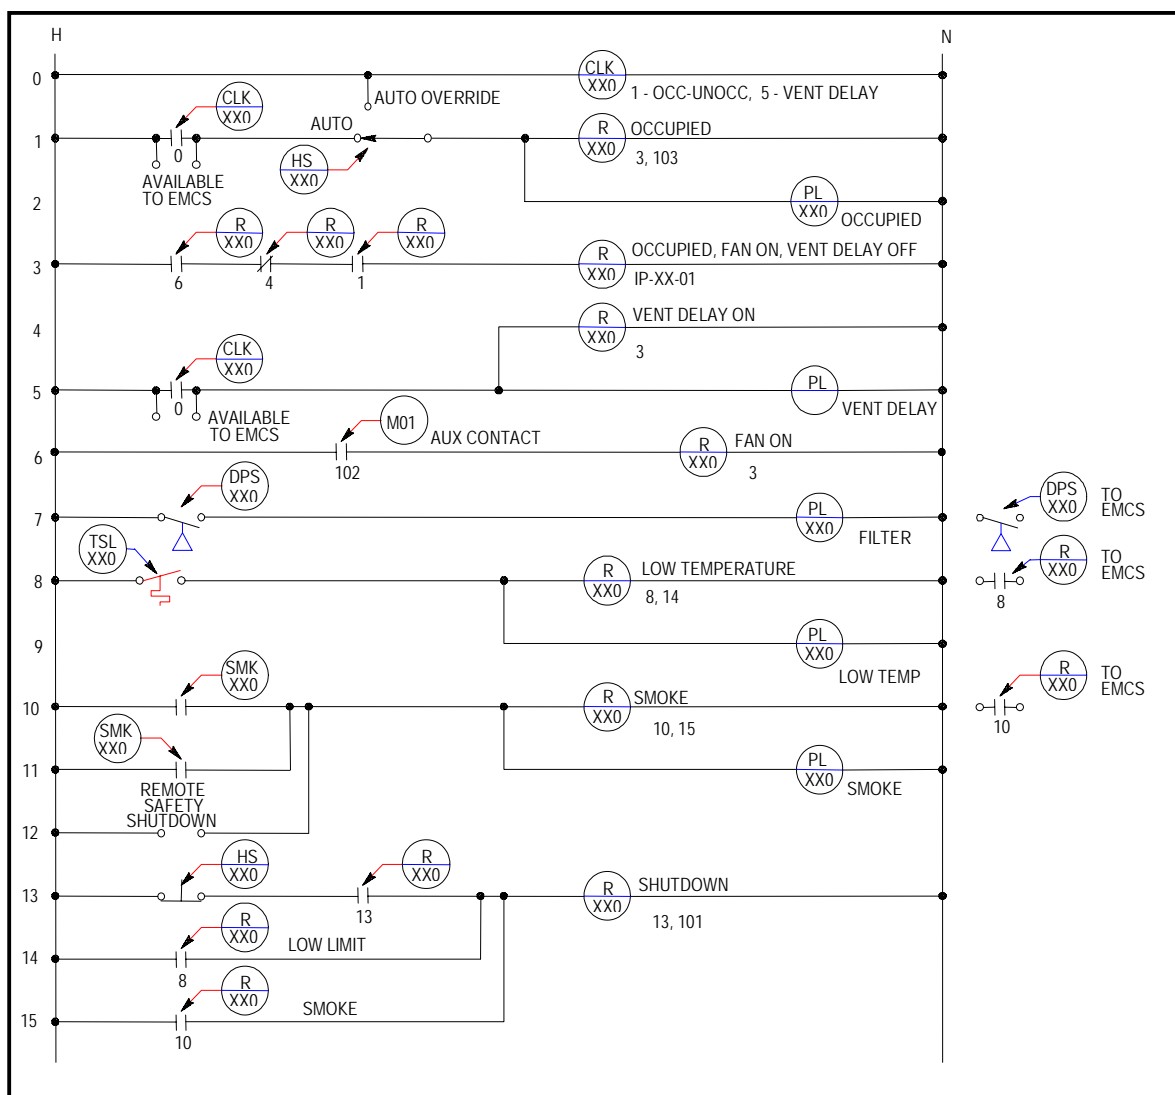 H
N
0
CLK
XX0
1 - OCC-UNOCC, 5 - VENT DELAY
AUTO OVERRIDE
CLK
XX0
1
0
AUTO
HS
XX0
R
XX0
OCCUPIED
3, 103
AVAILABLE
TO EMCS
2
PL
XX0
OCCUPIED
R
XX0
R
XX0
R
XX0
3
6
4
1
R
XX0
OCCUPIED, FAN ON, VENT DELAY OFF
IP-XX-01
4
R
XX0
VENT DELAY ON
3
CLK
XX0
5
0
PL
VENT DELAY
AVAILABLE
TO EMCS
M01
AUX CONTACT
6
102
R
XX0
FAN ON
3
DPS
XX0
7
PL
XX0
FILTER
DPS
XX0
TO
EMCS
TSL
XX0
8
R
XX0
LOW TEMPERATURE
8, 14
R
XX0
TO
EMCS
8
9
PL
XX0
LOW TEMP
SMK
XX0
10
R
XX0
SMOKE
10, 15
R
XX0
TO
EMCS
10
SMK
XX0
11
PL
XX0
SMOKE
REMOTE
SAFETY
SHUTDOWN
12
HS
XX0
R
XX0
13
13
R
XX0
SHUTDOWN
13, 101
R
XX0
LOW LIMIT
14
8
R
XX0
SMOKE
15
10